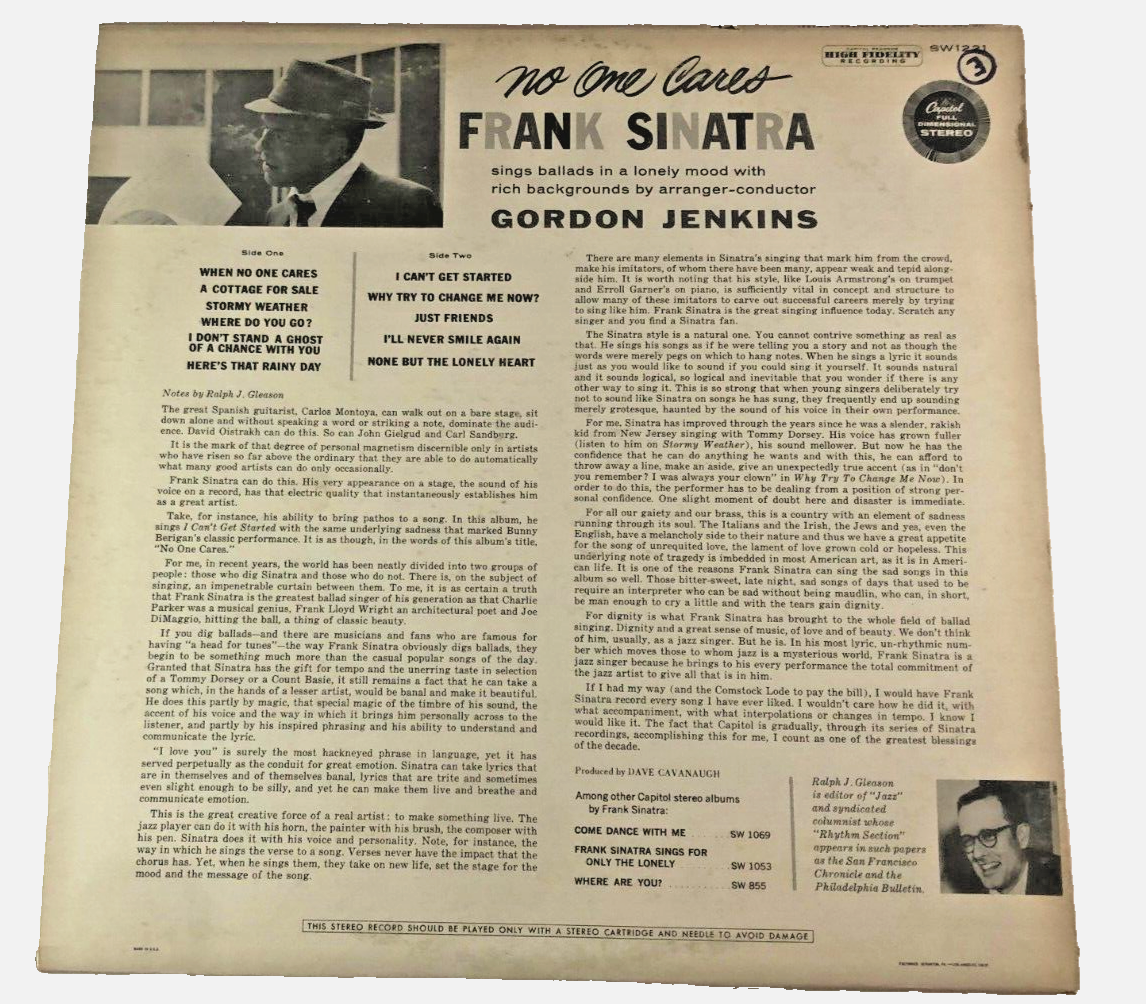 no One Cares
FRANK SINATRA
sings ballads in a lonely mood with
rich backgrounds by arranger-conductor
GORDON JENKINS
HIGH FIDELITY
RECORDING
SW1221
3
Capitol
FULL
DIMENSIONAL
STEREO
Side One
WHEN NO ONE CARES
A COTTAGE FOR SALE
STORMY WEATHER
WHERE DO YOU GO?
I DON'T STAND A GHOST
OF A CHANCE WITH YOU
HERE'S THAT RAINY DAY
Side Two
I CAN'T GET STARTED
WHY TRY TO CHANGE ME NOW?
JUST FRIENDS
I'LL NEVER SMILE AGAIN
NONE BUT THE LONELY HEART
Notes by Ralph J. Gleason
The great Spanish guitarist, Carlos Montoya, can walk out on a bare stage, sit
down alone and without speaking a word or striking a note, dominate the audi-
ence. David Oistrakh can do this. So can John Gielgud and Carl Sandburg.
It is the mark of that degree of personal magnetism discernible only in artists
who have risen so far above the ordinary that they are able to do automatically
what many good artists can do only occasionally.
Frank Sinatra can do this. His very appearance on a stage, the sound of his
voice on a record, has that electric quality that instantaneously establishes him
as a great artist.
Take, for instance, his ability to bring pathos to a song. In this album, he
sings I Can't Get Started with the same underlying sadness that marked Bunny
Berigan's classic performance. It is as though, in the words of this album's title,
"No One Cares."
For me, in recent years, the world has been neatly divided into two groups of
people: those who dig Sinatra and those who do not. There is, on the subject of
singing, an impenetrable curtain between them. To me, it is as certain a truth
that Frank Sinatra is the greatest ballad singer of his generation as that Charlie
Parker was a musical genius, Frank Lloyd Wright an architectural poet and Joe
DiMaggio, hitting the ball, a thing of classic beauty.
If you dig ballads—and there are musicians and fans who are famous for
having "a head for tunes"—the way Frank Sinatra obviously digs ballads, they
begin to be something much more than the casual popular songs of the day.
Granted that Sinatra has the gift for tempo and the unerring taste in selection
of a Tommy Dorsey or a Count Basie, it still remains a fact that he can take a
song which, in the hands of a lesser artist, would be banal and make it beautiful.
He does this partly by magic, that special magic of the timbre of his sound, the
accent of his voice and the way in which it brings him personally across to the
listener, and partly by his inspired phrasing and his ability to understand and
communicate the lyric.
"I love you" is surely the most hackneyed phrase in language, yet it has
served perpetually as the conduit for great emotion. Sinatra can take lyrics that
are in themselves and of themselves banal, lyrics that are trite and sometimes
even slight enough to be silly, and yet he can make them live and breathe and
communicate emotion.
This is the great creative force of a real artist: to make something live. The
jazz player can do it with his horn, the painter with his brush, the composer with
his pen. Sinatra does it with his voice and personality. Note, for instance, the
way in which he sings the verse to a song. Verses never have the impact that the
chorus has. Yet, when he sings them, they take on new life, set the stage for the
mood and the message of the song.
There are many elements in Sinatra's singing that mark him from the crowd,
make his imitators, of whom there have been many, appear weak and tepid along-
side him. It is worth noting that his style, like Louis Armstrong's on trumpet
and Erroll Garner's on piano, is sufficiently vital in concept and structure to
allow many of these imitators to carve out successful careers merely by trying
to sing like him. Frank Sinatra is the great singing influence today. Scratch any
singer and you find a Sinatra fan.
The Sinatra style is a natural one. You cannot contrive something as real as
that. He sings his songs as if he were telling you a story and not as though the
words were merely pegs on which to hang notes. When he sings a lyric it sounds
just as you would like to sound if you could sing it yourself. It sounds natural
and it sounds logical, so logical and inevitable that you wonder if there is any
other way to sing it. This is so strong that when young singers deliberately try
not to sound like Sinatra on songs he has sung, they frequently end up sounding
merely grotesque, haunted by the sound of his voice in their own performance.
For me, Sinatra has improved through the years since he was a slender, rakish
kid from New Jersey singing with Tommy Dorsey. His voice has grown fuller
(listen to him on Stormy Weather), his sound mellower. But now he has the
confidence that he can do anything he wants and with this, he can afford to
throw away a line, make an aside, give an unexpectedly true accent (as in "don't
you remember? I was always your clown" in Why Try To Change Me Now). In
order to do this, the performer has to be dealing from a position of strong per-
sonal confidence. One slight moment of doubt here and disaster is immediate.
For all our gaiety and our brass, this is a country with an element of sadness
running through its soul. The Italians and the Irish, the Jews and yes, even the
English, have a melancholy side to their nature and thus we have a great appetite
for the song of unrequited love, the lament of love grown cold or hopeless. This
underlying note of tragedy is imbedded in most American art, as it is in Ameri-
can life. It is one of the reasons Frank Sinatra can sing the sad songs in this
album so well. Those bitter-sweet, late night, sad songs of days that used to be
require an interpreter who can be sad without being maudlin, who can, in short,
be man enough to cry a little and with the tears gain dignity.
For dignity is what Frank Sinatra has brought to the whole field of ballad
singing. Dignity and a great sense of music, of love and of beauty. We don't think
of him, usually, as a jazz singer. But he is. In his most lyric, un-rhythmic num-
ber which moves those to whom jazz is a mysterious world, Frank Sinatra is a
jazz singer because he brings to his every performance the total commitment of
the jazz artist to give all that is in him.
If I had my way (and the Comstock Lode to pay the bill), I would have Frank
Sinatra record every song I have ever liked. I wouldn't care how he did it, with
what accompaniment, with what interpolations or changes in tempo. I know I
would like it. The fact that Capitol is gradually, through its series of Sinatra
recordings, accomplishing this for me, I count as one of the greatest blessings
of the decade.
Produced by DAVE CAVANAUGH
Among other Capitol stereo albums
by Frank Sinatra:
COME DANCE WITH ME ....... SW 1069
FRANK SINATRA SINGS FOR
ONLY THE LONELY .......... SW 1053
WHERE ARE YOU? ........... SW 855
Ralph J. Gleason
is editor of "Jazz"
and syndicated
columnist whose
"Rhythm Section"
appears in such papers
as the San Francisco
Chronicle and the
Philadelphia Bulletin.
THIS STEREO RECORD SHOULD BE PLAYED ONLY WITH A STEREO CARTRIDGE AND NEEDLE TO AVOID DAMAGE
MADE IN U.S.A.